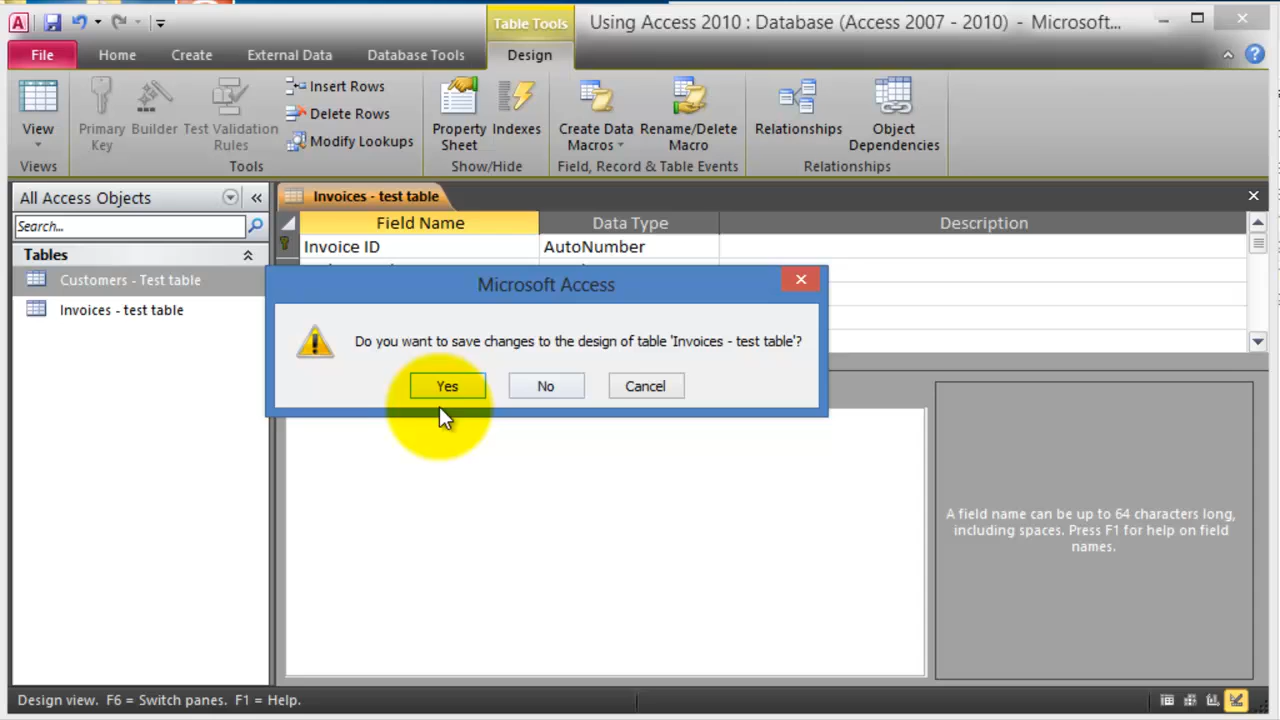 Table Tools
Using Access 2010 : Database (Access 2007 - 2010) - Microsoft...
File Home Create External Data Database Tools Design
View
Views
Primary Key
Builder
Test Validation Rules
Insert Rows
Delete Rows
Modify Lookups
Tools
Property Sheet
Indexes
Show/Hide
Create Data Macros
Rename/Delete Macro
Field, Record & Table Events
Relationships
Object Dependencies
Relationships
All Access Objects
Search...
Tables
Customers - Test table
Invoices - test table
Invoices - test table
Field Name Data Type Description
Invoice ID AutoNumber
Microsoft Access
Do you want to save changes to the design of table 'Invoices - test table'?
Yes No Cancel
A field name can be up to 64 characters long,
including spaces. Press F1 for help on field
names.
Design view. F6 = Switch panes. F1 = Help.